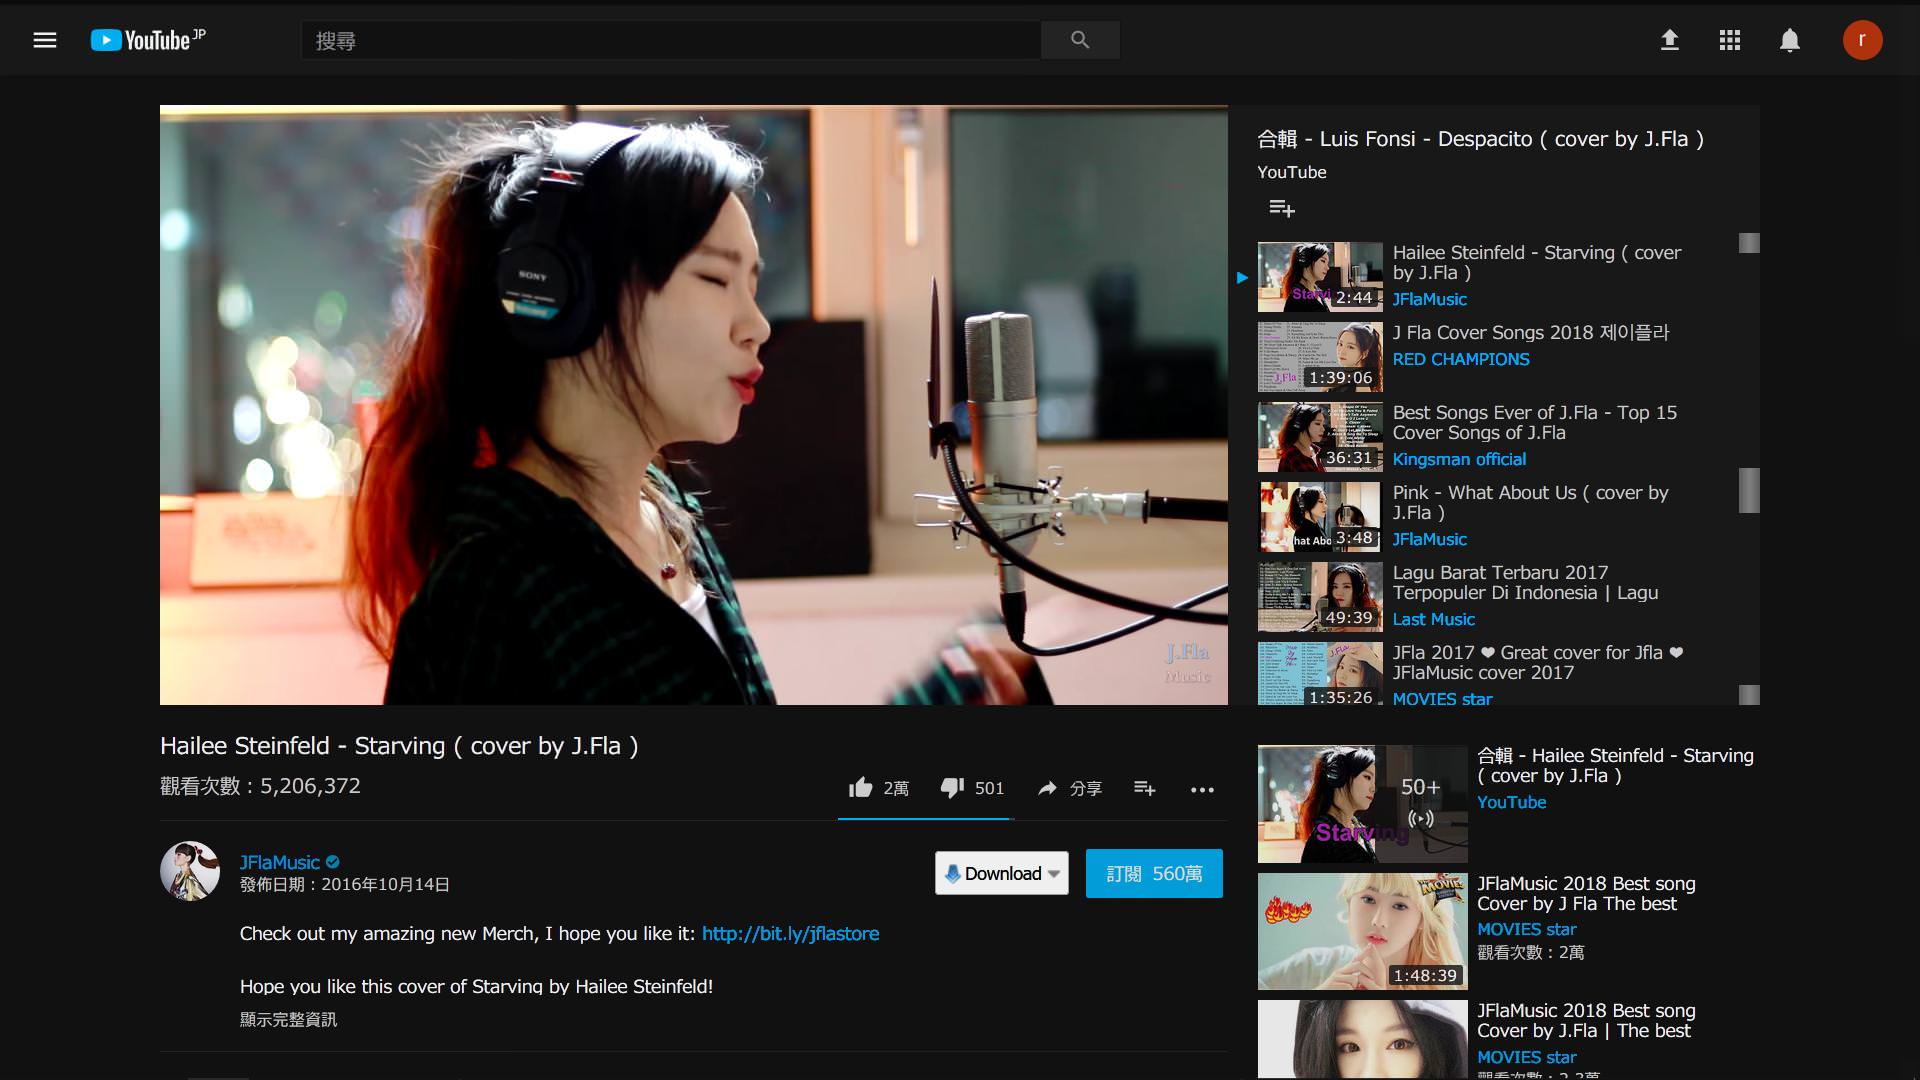 YouTube JP
搜尋
r
SONY
J.Fla
Music
合輯 - Luis Fonsi - Despacito ( cover by J.Fla )
YouTube
Starvi
2:44
Hailee Steinfeld - Starving ( cover
by J.Fla )
JFlaMusic
J.Fla
1:39:06
J Fla Cover Songs 2018 제이플라
RED CHAMPIONS
36:31
Best Songs Ever of J.Fla - Top 15
Cover Songs of J.Fla
Kingsman official
hat Abo
3:48
Pink - What About Us ( cover by
J.Fla )
JFlaMusic
49:39
Lagu Barat Terbaru 2017
Terpopuler Di Indonesia | Lagu
Last Music
1:35:26
JFla 2017 ❤ Great cover for Jfla ❤
JFlaMusic cover 2017
MOVIES star
Hailee Steinfeld - Starving ( cover by J.Fla )
觀看次數：5,206,372
2萬
501
分享
JFlaMusic
發佈日期：2016年10月14日
Download
訂閱 560萬
Check out my amazing new Merch, I hope you like it: http://bit.ly/jflastore
Hope you like this cover of Starving by Hailee Steinfeld!
顯示完整資訊
50+
Starving
合輯 - Hailee Steinfeld - Starving
( cover by J.Fla )
YouTube
MOVIE
1:48:39
JFlaMusic 2018 Best song
Cover by J Fla The best
MOVIES star
觀看次數：2萬
JFlaMusic 2018 Best song
Cover by J.Fla | The best
MOVIES star